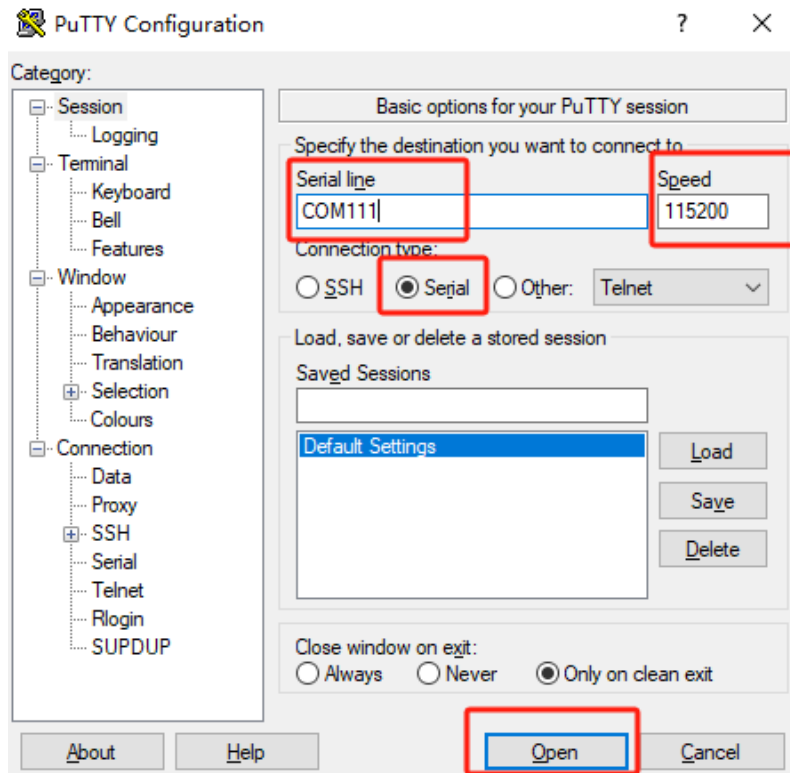 PuTTY Configuration
?
Category:
Session
Logging
Terminal
Keyboard
Bell
Features
Window
Appearance
Behaviour
Translation
Selection
Colours
Connection
Data
Proxy
SSH
Serial
Telnet
Rlogin
SUPDUP
Basic options for your PuTTY session
Specify the destination you want to connect to
Serial line
Speed
COM111
115200
Connection type:
SSH
Serial
Other:
Telnet
Load, save or delete a stored session
Saved Sessions
Default Settings
Load
Save
Delete
Close window on exit:
Always
Never
Only on clean exit
About
Help
Open
Cancel